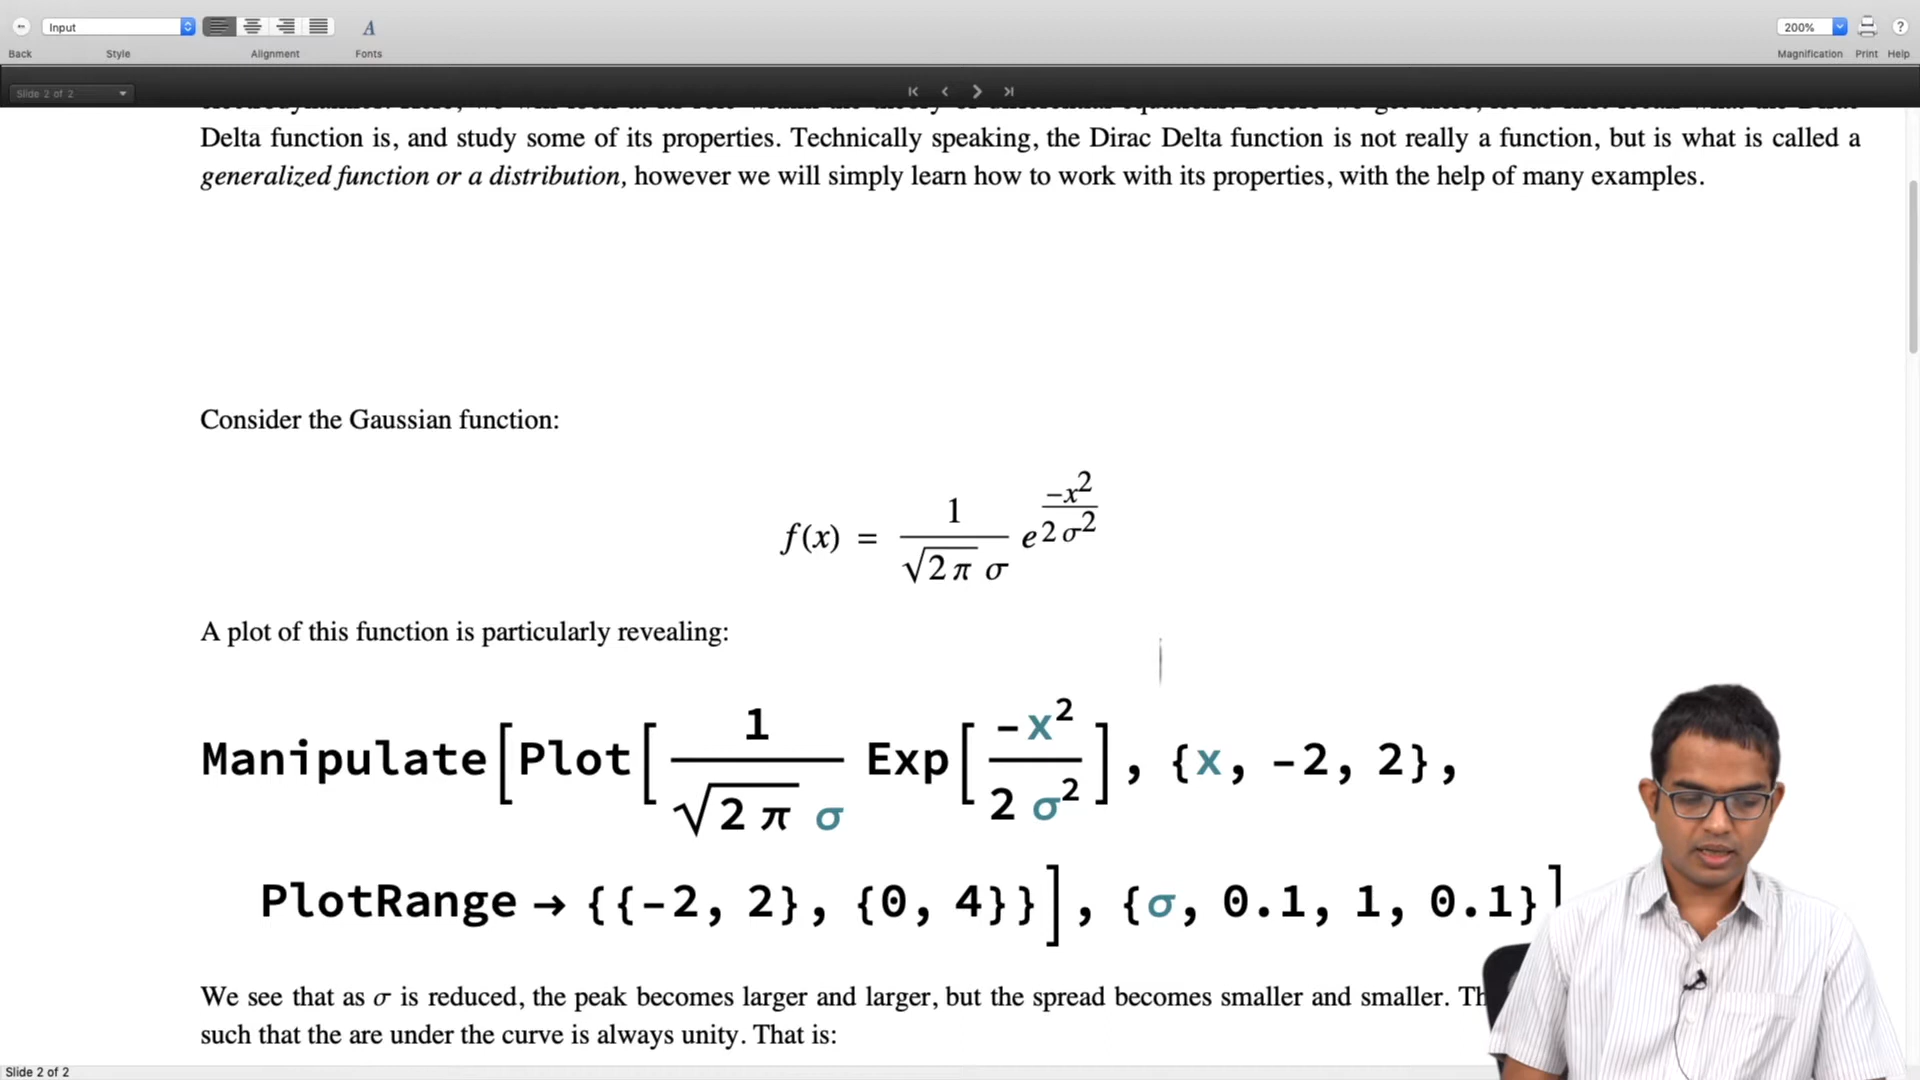 Input
200%
Back Style Alignment Fonts Magnification Print Help
Slide 2 of 2
Delta function is, and study some of its properties. Technically speaking, the Dirac Delta function is not really a function, but is what is called a
generalized function or a distribution, however we will simply learn how to work with its properties, with the help of many examples.
Consider the Gaussian function:
f(x) = 1/(√(2π) σ) e^(-x²/(2σ²))
A plot of this function is particularly revealing:
Manipulate[Plot[1/(√(2π) σ) Exp[-x²/(2 σ²)], {x, -2, 2},
PlotRange → {{-2, 2}, {0, 4}}], {σ, 0.1, 1, 0.1}]
We see that as σ is reduced, the peak becomes larger and larger, but the spread becomes smaller and smaller.
such that the are under the curve is always unity. That is:
Slide 2 of 2